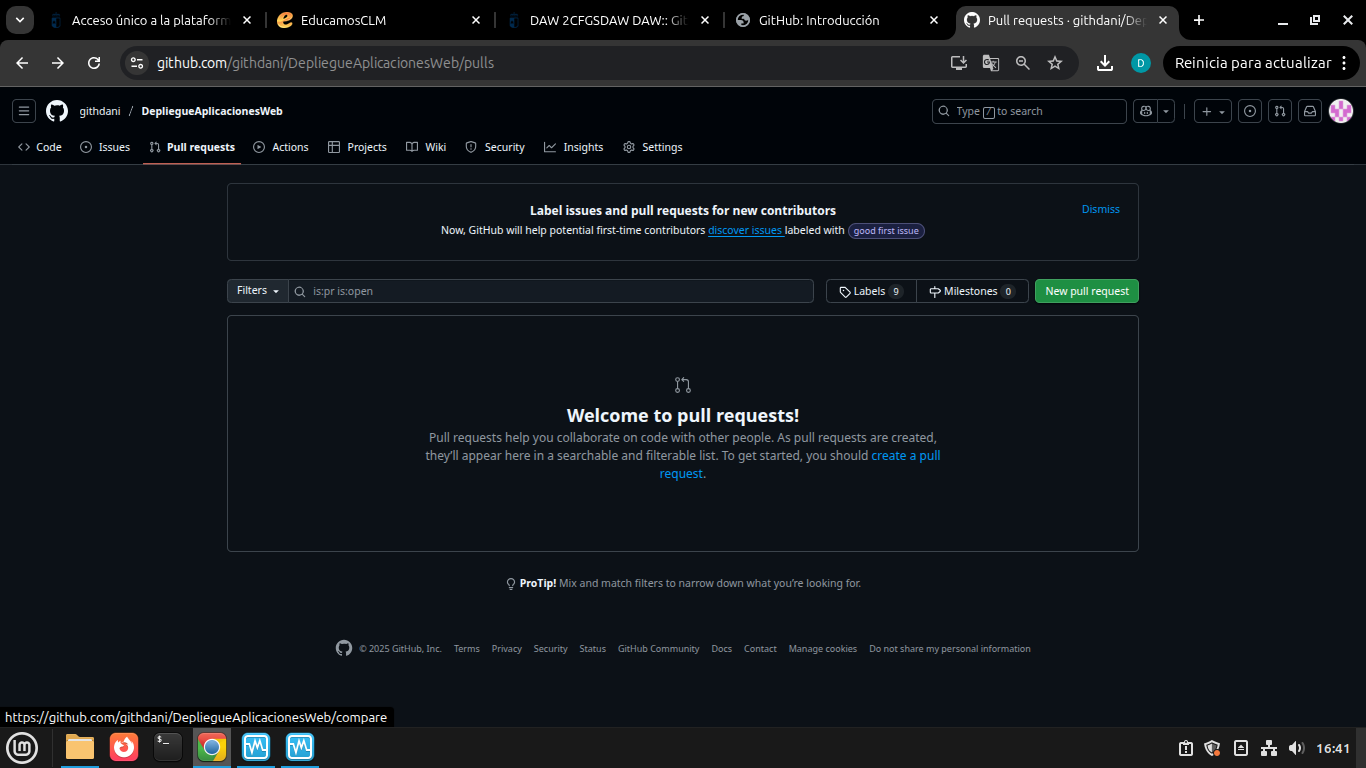 Acceso único a la plataform
EducamosCLM
DAW 2CFGSDAW DAW:: Git
GitHub: Introducción
Pull requests · githdani/Dep
github.com/githdani/DepliegueAplicacionesWeb/pulls
D
Reinicia para actualizar
githdani / DepliegueAplicacionesWeb
Type / to search
Code
Issues
Pull requests
Actions
Projects
Wiki
Security
Insights
Settings
Label issues and pull requests for new contributors
Dismiss
Now, GitHub will help potential first-time contributors discover issues labeled with good first issue
Filters
is:pr is:open
Labels 9
Milestones 0
New pull request
Welcome to pull requests!
Pull requests help you collaborate on code with other people. As pull requests are created,
they’ll appear here in a searchable and filterable list. To get started, you should create a pull
request.
ProTip! Mix and match filters to narrow down what you’re looking for.
© 2025 GitHub, Inc.
Terms
Privacy
Security
Status
GitHub Community
Docs
Contact
Manage cookies
Do not share my personal information
https://github.com/githdani/DepliegueAplicacionesWeb/compare
$_
16:41